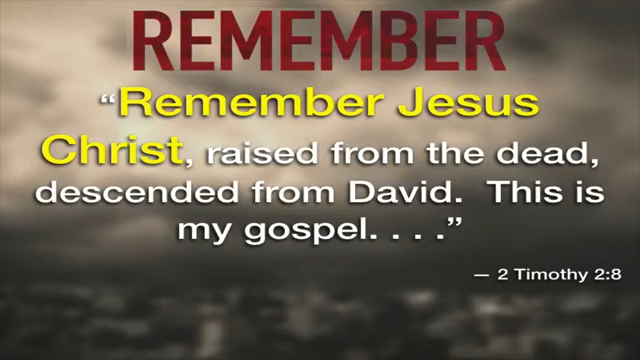 REMEMBER
“Remember Jesus
Christ, raised from the dead,
descended from David.  This is
my gospel. . . .”
— 2 Timothy 2:8